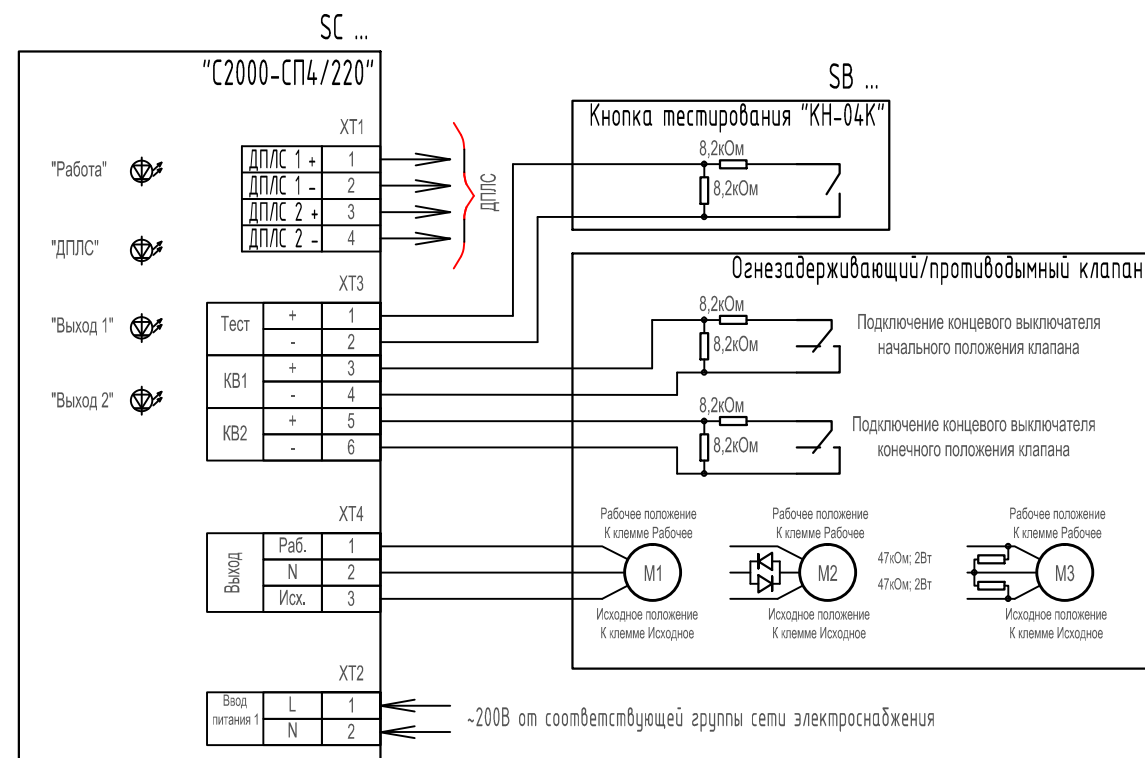 SC ...
"С2000-СП4/220"
SB ...
Кнопка тестирования "КН-04К"
XT1
8,2кОм
8,2кОм
"Работа"
ДПЛС 1 + 1
ДПЛС 1 - 2
ДПЛС 2 + 3
ДПЛС 2 - 4
ДПЛС
"ДПЛС"
Огнезадерживающий/противодымный клапан
XT3
"Выход 1"
Тест + 1
- 2
КВ1 + 3
- 4
КВ2 + 5
- 6
8,2кОм
8,2кОм
Подключение концевого выключателя
начального положения клапана
"Выход 2"
8,2кОм
8,2кОм
Подключение концевого выключателя
конечного положения клапана
XT4
Выход
Раб. 1
N 2
Исх. 3
Рабочее положение
К клемме Рабочее
M1
Исходное положение
К клемме Исходное
Рабочее положение
К клемме Рабочее
M2
Исходное положение
К клемме Исходное
47кОм; 2Вт
47кОм; 2Вт
Рабочее положение
К клемме Рабочее
M3
Исходное положение
К клемме Исходное
XT2
Ввод
питания 1
L 1
N 2
~200В от соответствующей группы сети электроснабжения